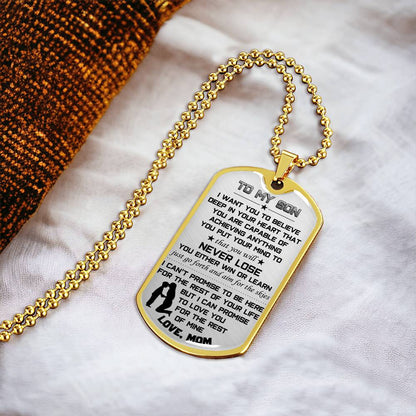 TO MY SON
I WANT YOU TO BELIEVE
DEEP IN YOUR HEART THAT
YOU ARE CAPABLE OF
ACHIEVING ANYTHING
YOU PUT YOUR MIND TO
that you will
NEVER LOSE
YOU EITHER WIN OR LEARN
just go forth and aim for the skies
I CAN'T PROMISE TO BE HERE
FOR THE REST OF YOUR LIFE
BUT I CAN PROMISE
TO LOVE YOU
FOR THE REST
OF MINE
LOVE, MOM